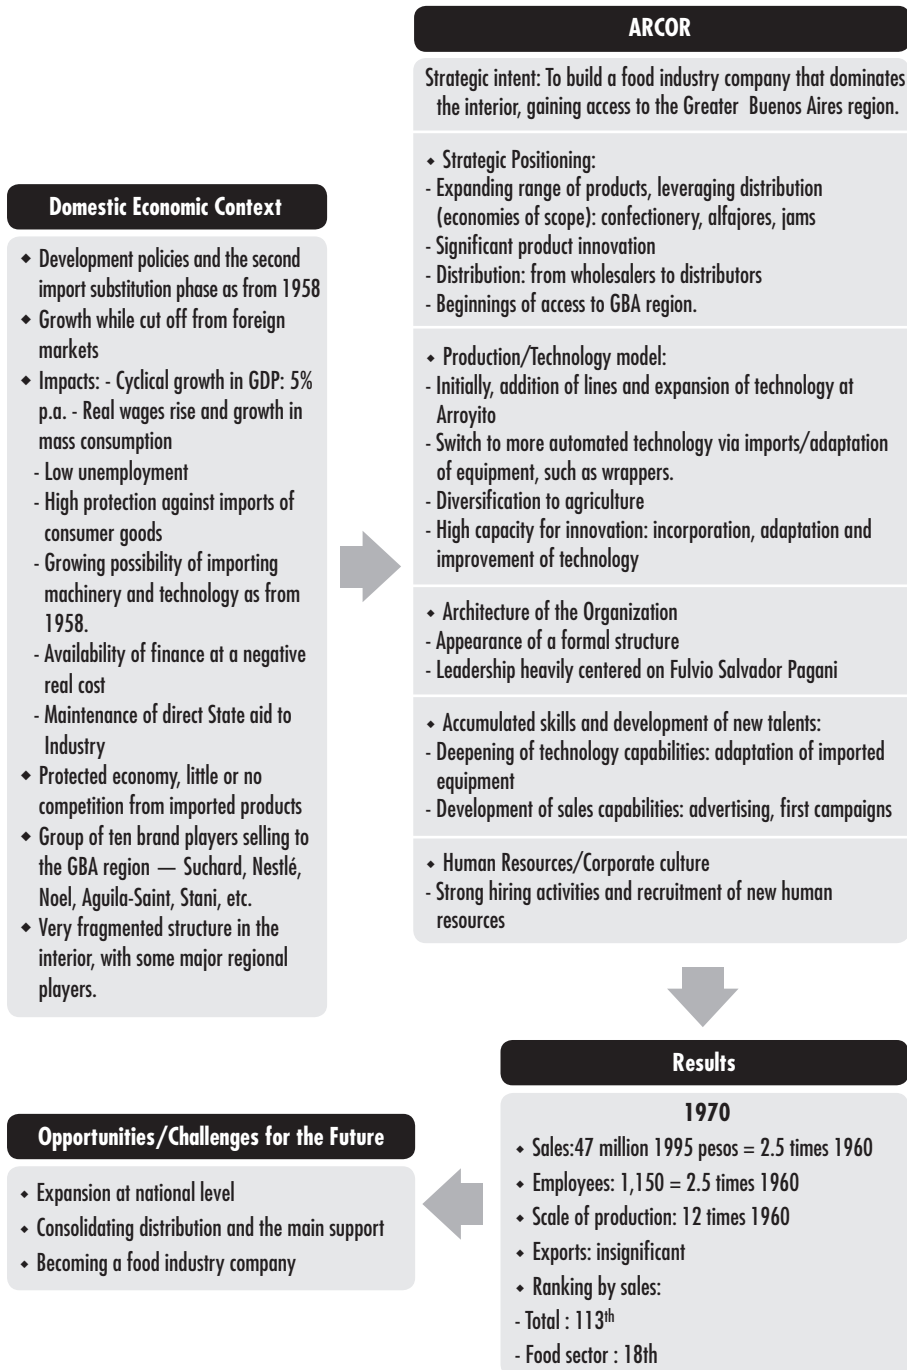 Domestic Economic Context
◆ Development policies and the second
import substitution phase as from 1958
◆ Growth while cut off from foreign
markets
◆ Impacts: - Cyclical growth in GDP: 5%
p.a. - Real wages rise and growth in
mass consumption
- Low unemployment
- High protection against imports of
consumer goods
- Growing possibility of importing
machinery and technology as from
1958.
- Availability of finance at a negative
real cost
- Maintenance of direct State aid to
Industry
◆ Protected economy, little or no
competition from imported products
◆ Group of ten brand players selling to
the GBA region — Suchard, Nestlé,
Noel, Aguila-Saint, Stani, etc.
◆ Very fragmented structure in the
interior, with some major regional
players.
ARCOR
Strategic intent: To build a food industry company that dominates
the interior, gaining access to the Greater Buenos Aires region.
◆ Strategic Positioning:
- Expanding range of products, leveraging distribution
(economies of scope): confectionery, alfajores, jams
- Significant product innovation
- Distribution: from wholesalers to distributors
- Beginnings of access to GBA region.
◆ Production/Technology model:
- Initially, addition of lines and expansion of technology at
Arroyito
- Switch to more automated technology via imports/adaptation
of equipment, such as wrappers.
- Diversification to agriculture
- High capacity for innovation: incorporation, adaptation and
improvement of technology
◆ Architecture of the Organization
- Appearance of a formal structure
- Leadership heavily centered on Fulvio Salvador Pagani
◆ Accumulated skills and development of new talents:
- Deepening of technology capabilities: adaptation of imported
equipment
- Development of sales capabilities: advertising, first campaigns
◆ Human Resources/Corporate culture
- Strong hiring activities and recruitment of new human
resources
Results
1970
◆ Sales:47 million 1995 pesos = 2.5 times 1960
◆ Employees: 1,150 = 2.5 times 1960
◆ Scale of production: 12 times 1960
◆ Exports: insignificant
◆ Ranking by sales:
- Total : 113th
- Food sector : 18th
Opportunities/Challenges for the Future
◆ Expansion at national level
◆ Consolidating distribution and the main support
◆ Becoming a food industry company